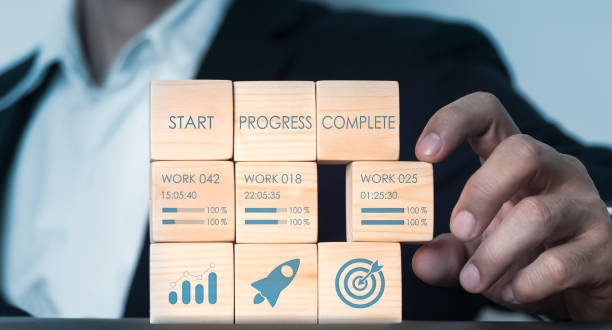 START
PROGRESS
COMPLETE
WORK 042
15:05:40
100 %
100 %
WORK 018
22:05:35
100 %
100 %
WORK 025
01:25:30
100 %
100 %